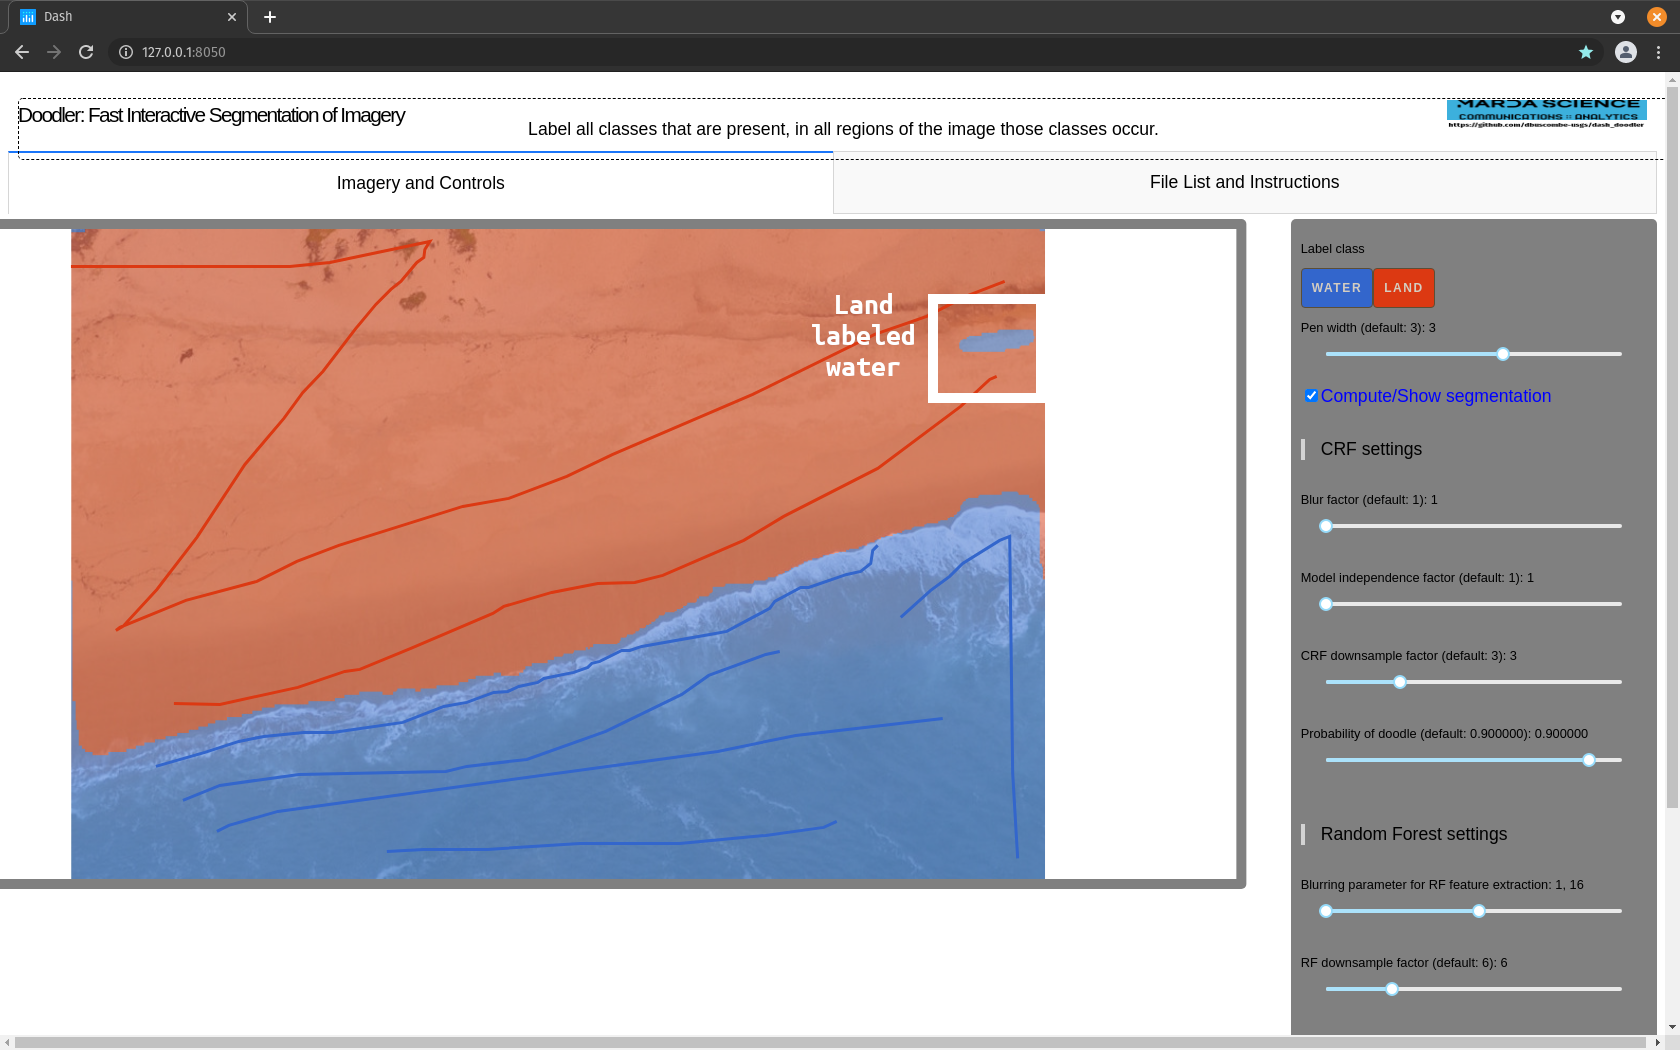 Dash
127.0.0.1:8050
Doodler: Fast Interactive Segmentation of Imagery
Label all classes that are present, in all regions of the image those classes occur.
MARDA SCIENCE
COMMUNICATIONS :: ANALYTICS
https://github.com/dbuscombe-usgs/dash_doodler
Imagery and Controls
File List and Instructions
Land
labeled
water
Label class
WATER LAND
Pen width (default: 3): 3
Compute/Show segmentation
CRF settings
Blur factor (default: 1): 1
Model independence factor (default: 1): 1
CRF downsample factor (default: 3): 3
Probability of doodle (default: 0.900000): 0.900000
Random Forest settings
Blurring parameter for RF feature extraction: 1, 16
RF downsample factor (default: 6): 6